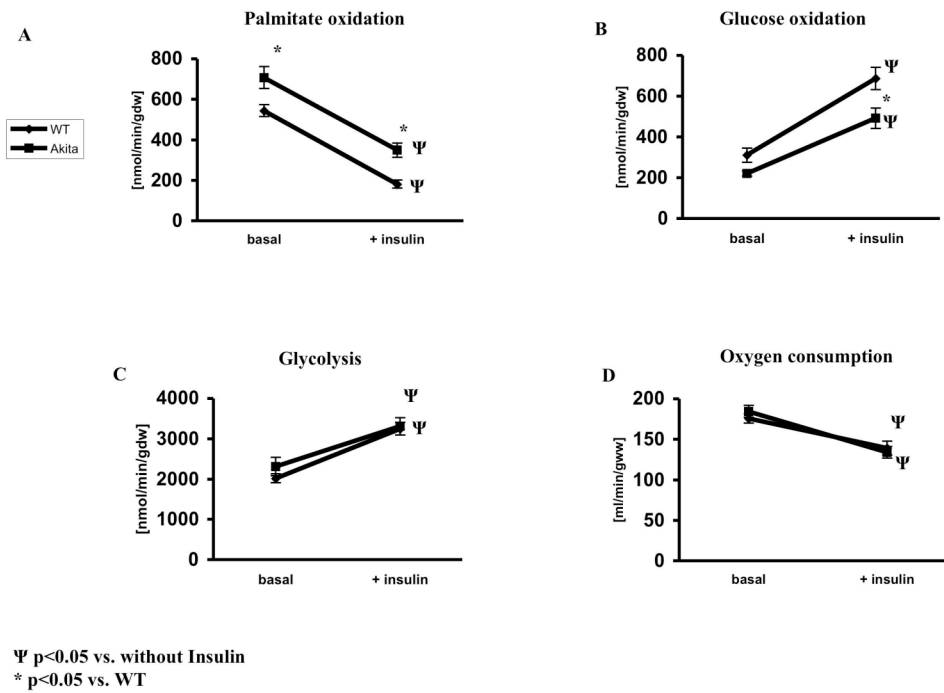 Palmitate oxidation
A
[nmol/min/gdw]
800
600
400
200
0
*
*
Ψ
Ψ
basal
+ insulin
WT
Akita
Glucose oxidation
B
[nmol/min/gdw]
800
600
400
200
0
Ψ
*
Ψ
basal
+ insulin
Glycolysis
C
[nmol/min/gdw]
4000
3000
2000
1000
0
Ψ
Ψ
basal
+ insulin
Oxygen consumption
D
[ml/min/gww]
200
150
100
50
0
Ψ
Ψ
basal
+ insulin
Ψ p<0.05 vs. without Insulin
* p<0.05 vs. WT